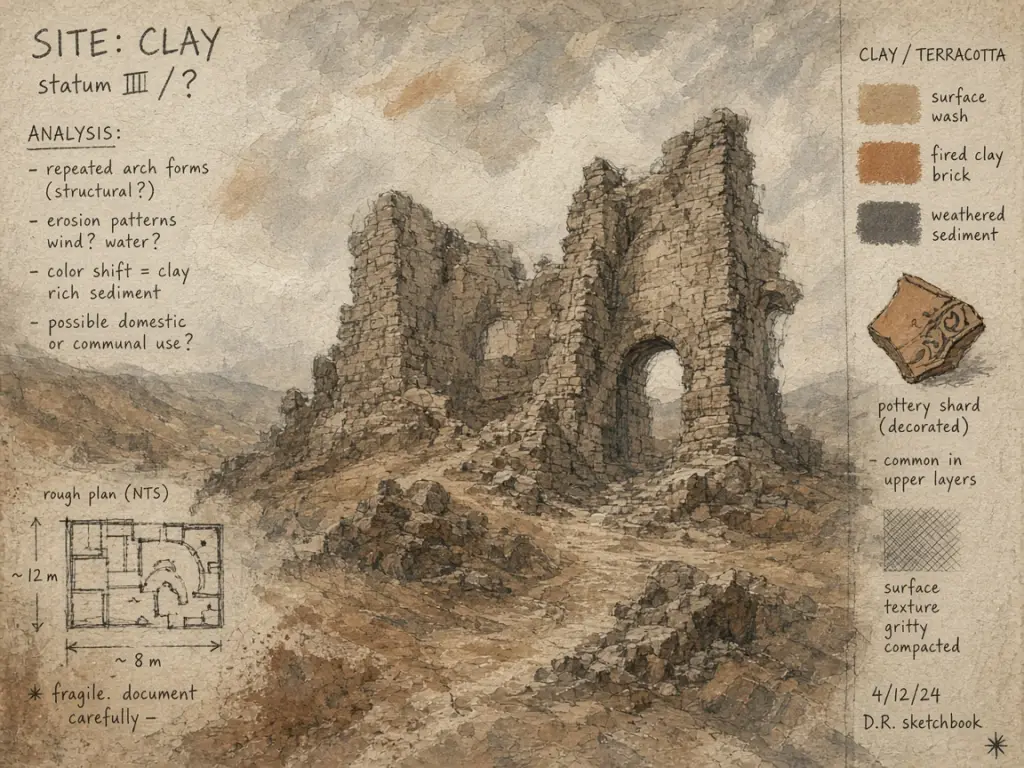 SITE: CLAY
statum IIII / ?
ANALYSIS:
- repeated arch forms
(structural?)
- erosion patterns
wind? water?
- color shift = clay
rich sediment
- possible domestic
or communal use?
rough plan (NTS)
~ 12 m
~ 8 m
✳ fragile. document
carefully –
CLAY / TERRACOTTA
surface
wash
fired clay
brick
weathered
sediment
pottery shard
(decorated)
- common in
upper layers
surface
texture
gritty
compacted
4/12/24
D.R. sketchbook